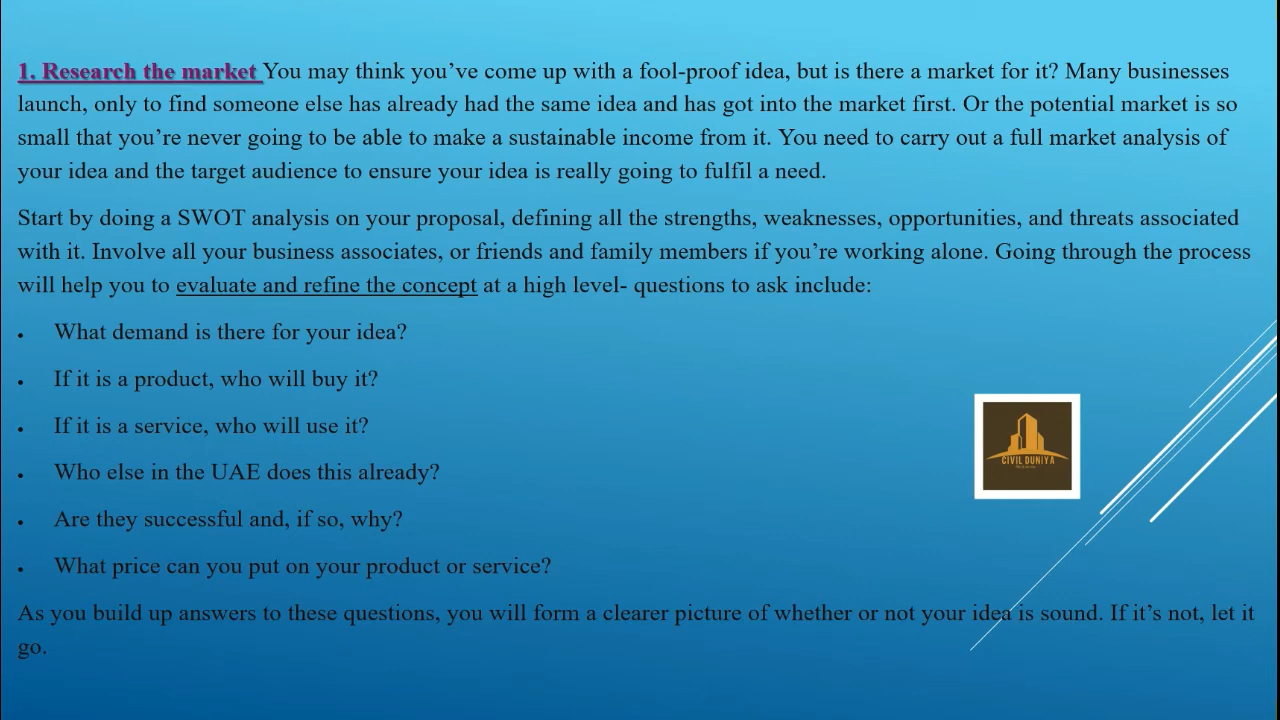 1. Research the market You may think you’ve come up with a fool-proof idea, but is there a market for it? Many businesses
launch, only to find someone else has already had the same idea and has got into the market first. Or the potential market is so
small that you’re never going to be able to make a sustainable income from it. You need to carry out a full market analysis of
your idea and the target audience to ensure your idea is really going to fulfil a need.
Start by doing a SWOT analysis on your proposal, defining all the strengths, weaknesses, opportunities, and threats associated
with it. Involve all your business associates, or friends and family members if you’re working alone. Going through the process
will help you to evaluate and refine the concept at a high level- questions to ask include:
• What demand is there for your idea?
• If it is a product, who will buy it?
• If it is a service, who will use it?
• Who else in the UAE does this already?
• Are they successful and, if so, why?
• What price can you put on your product or service?
CIVIL DUNIYA
As you build up answers to these questions, you will form a clearer picture of whether or not your idea is sound. If it’s not, let it
go.